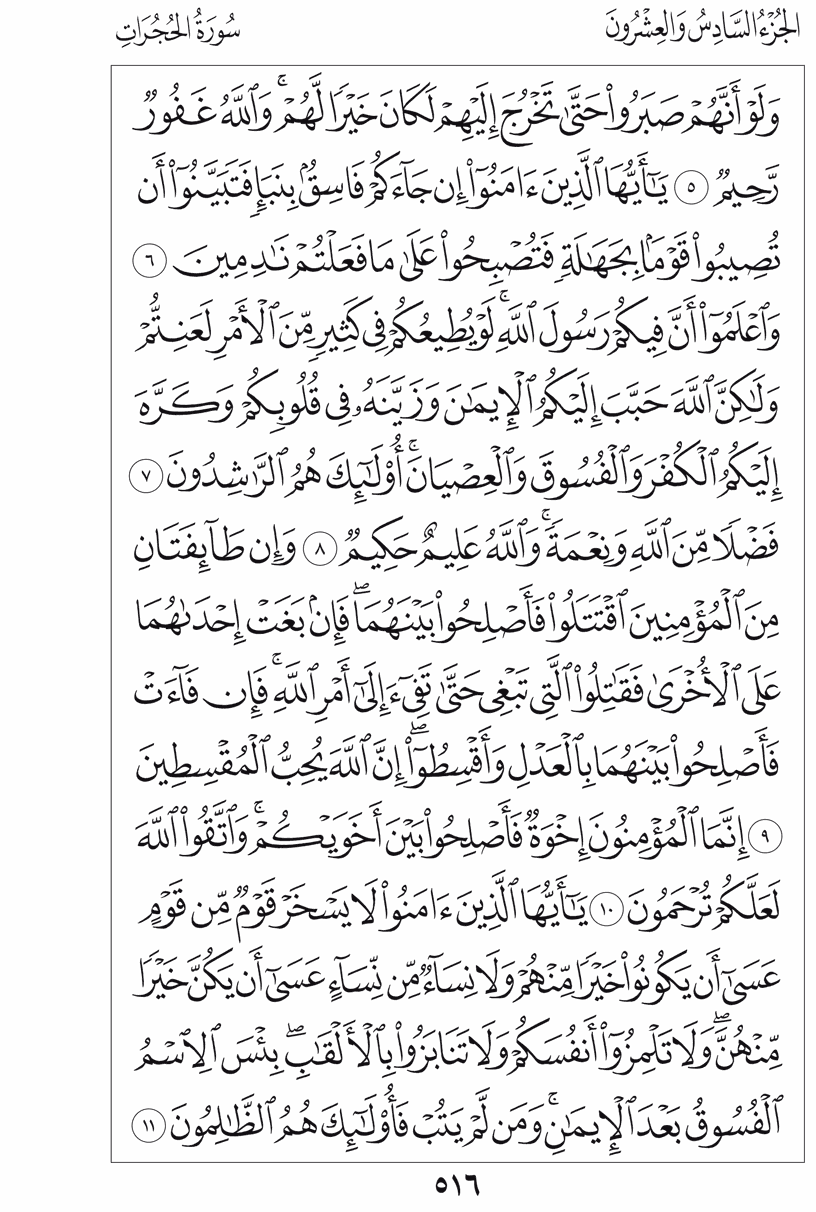 الجُزْءُ السَّادِسُ وَالعِشْرُونَ
سُورَةُ الحُجُرَاتِ
وَلَوۡ أَنَّهُمۡ صَبَرُواْ حَتَّىٰ تَخۡرُجَ إِلَيۡهِمۡ لَكَانَ خَيۡرٗا لَّهُمۡۚ وَٱللَّهُ غَفُورٞ
رَّحِيمٞ ٥ يَـٰٓأَيُّهَا ٱلَّذِينَ ءَامَنُوٓاْ إِن جَآءَكُمۡ فَاسِقُۢ بِنَبَإٖ فَتَبَيَّنُوٓاْ أَن
تُصِيبُواْ قَوۡمَۢا بِجَهَٰلَةٖ فَتُصۡبِحُواْ عَلَىٰ مَا فَعَلۡتُمۡ نَٰدِمِينَ ٦
وَٱعۡلَمُوٓاْ أَنَّ فِيكُمۡ رَسُولَ ٱللَّهِۚ لَوۡ يُطِيعُكُمۡ فِي كَثِيرٖ مِّنَ ٱلۡأَمۡرِ لَعَنِتُّمۡ
وَلَٰكِنَّ ٱللَّهَ حَبَّبَ إِلَيۡكُمُ ٱلۡإِيمَٰنَ وَزَيَّنَهُۥ فِي قُلُوبِكُمۡ وَكَرَّهَ
إِلَيۡكُمُ ٱلۡكُفۡرَ وَٱلۡفُسُوقَ وَٱلۡعِصۡيَانَۚ أُوْلَـٰٓئِكَ هُمُ ٱلرَّٰشِدُونَ ٧
فَضۡلٗا مِّنَ ٱللَّهِ وَنِعۡمَةٗۚ وَٱللَّهُ عَلِيمٌ حَكِيمٞ ٨ وَإِن طَآئِفَتَانِ
مِنَ ٱلۡمُؤۡمِنِينَ ٱقۡتَتَلُواْ فَأَصۡلِحُواْ بَيۡنَهُمَاۖ فَإِنۢ بَغَتۡ إِحۡدَىٰهُمَا
عَلَى ٱلۡأُخۡرَىٰ فَقَٰتِلُواْ ٱلَّتِي تَبۡغِي حَتَّىٰ تَفِيٓءَ إِلَىٰٓ أَمۡرِ ٱللَّهِۚ فَإِن فَآءَتۡ
فَأَصۡلِحُواْ بَيۡنَهُمَا بِٱلۡعَدۡلِ وَأَقۡسِطُوٓاْۖ إِنَّ ٱللَّهَ يُحِبُّ ٱلۡمُقۡسِطِينَ
٩ إِنَّمَا ٱلۡمُؤۡمِنُونَ إِخۡوَةٞ فَأَصۡلِحُواْ بَيۡنَ أَخَوَيۡكُمۡۚ وَٱتَّقُواْ ٱللَّهَ
لَعَلَّكُمۡ تُرۡحَمُونَ ١٠ يَـٰٓأَيُّهَا ٱلَّذِينَ ءَامَنُواْ لَا يَسۡخَرۡ قَوۡمٞ مِّن قَوۡمٍ
عَسَىٰٓ أَن يَكُونُواْ خَيۡرٗا مِّنۡهُمۡ وَلَا نِسَآءٞ مِّن نِّسَآءٍ عَسَىٰٓ أَن يَكُنَّ خَيۡرٗا
مِّنۡهُنَّۖ وَلَا تَلۡمِزُوٓاْ أَنفُسَكُمۡ وَلَا تَنَابَزُواْ بِٱلۡأَلۡقَٰبِۖ بِئۡسَ ٱلِٱسۡمُ
ٱلۡفُسُوقُ بَعۡدَ ٱلۡإِيمَٰنِۚ وَمَن لَّمۡ يَتُبۡ فَأُوْلَـٰٓئِكَ هُمُ ٱلظَّٰلِمُونَ ١١
٥١٦